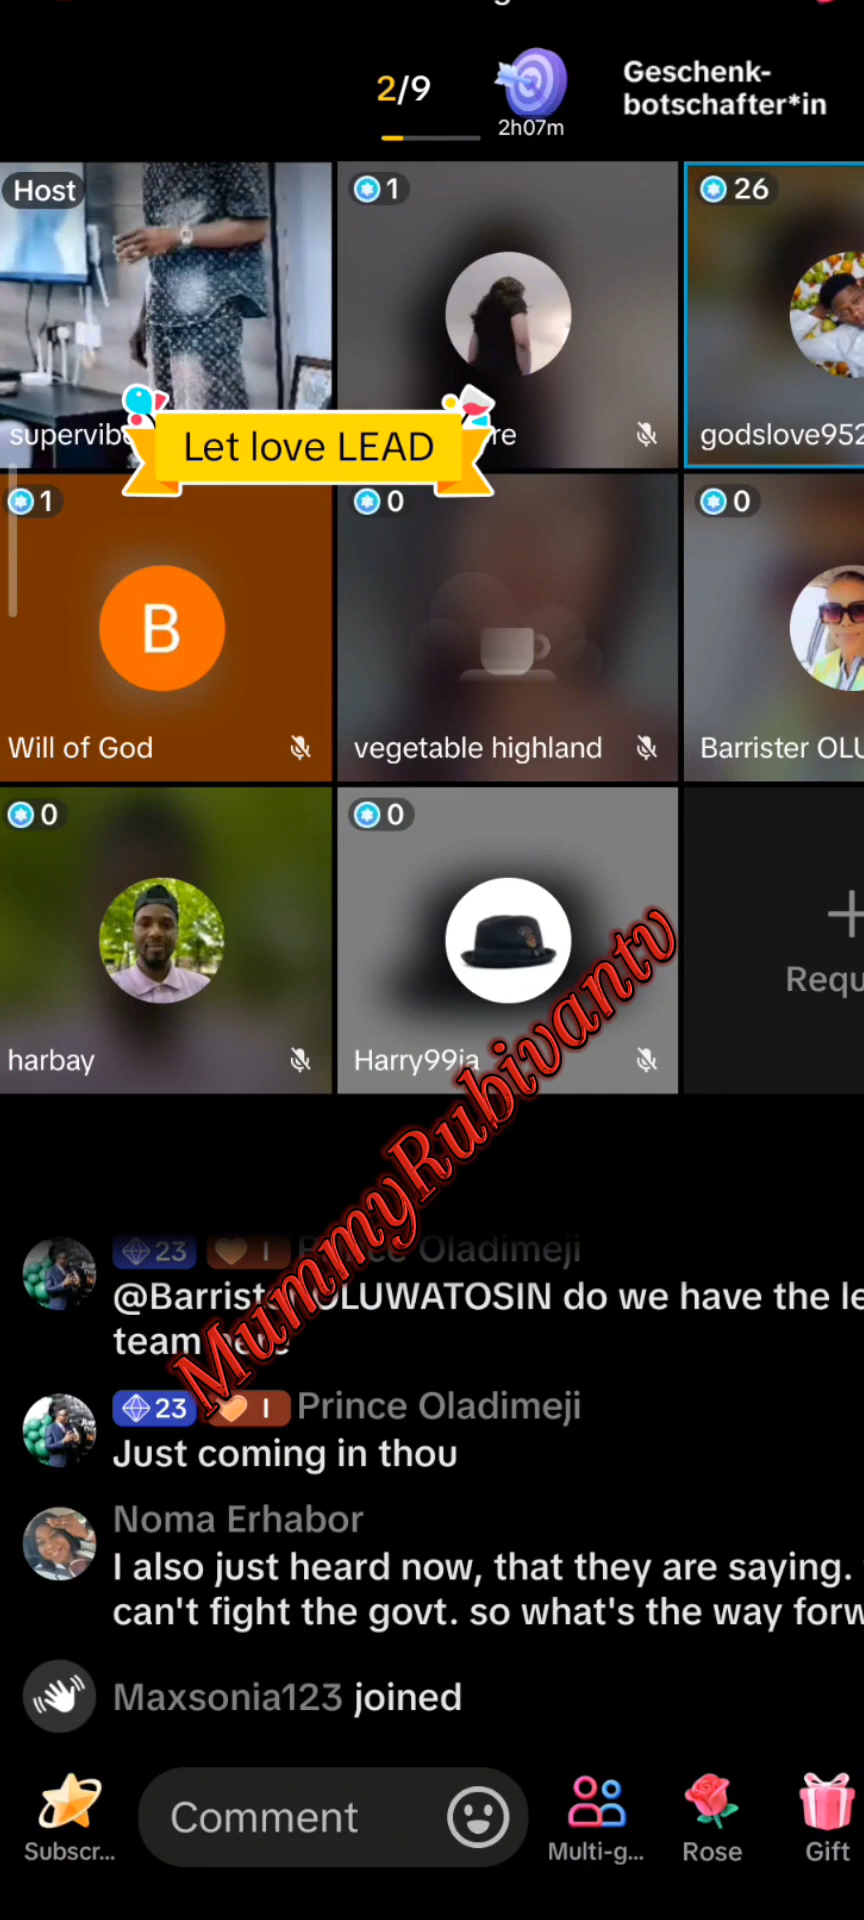 2/9
2h07m
Geschenk-
botschafter*in
Host
1
26
supervib
re
godslove952
Let love LEAD
1
0
0
B
Will of God
vegetable highland
Barrister OLU
0
0
harbay
Harry99ja
Requ
MummyRubivantv
23 I Prince Oladimeji
@Barrister OLUWATOSIN do we have the le
team here
23 I Prince Oladimeji
Just coming in thou
Noma Erhabor
I also just heard now, that they are saying.
can't fight the govt. so what's the way forw
Maxsonia123 joined
Subscr...
Comment
Multi-g...
Rose
Gift